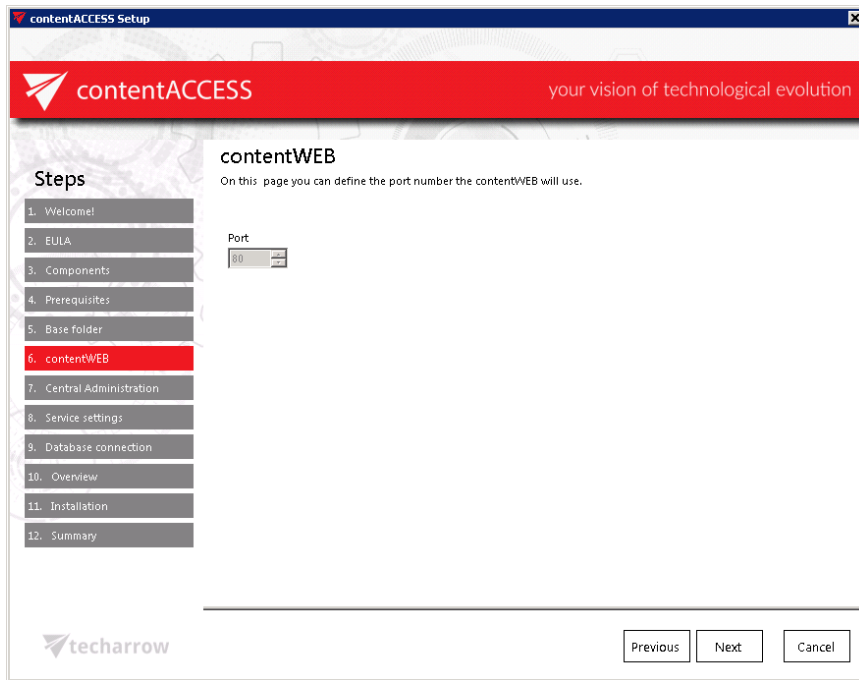 contentACCESS Setup
contentACCESS
your vision of technological evolution
Steps
1. Welcome!
2. EULA
3. Components
4. Prerequisites
5. Base folder
6. contentWEB
7. Central Administration
8. Service settings
9. Database connection
10. Overview
11. Installation
12. Summary
contentWEB
On this page you can define the port number the contentWEB will use.
Port
80
techarrow
Previous Next Cancel